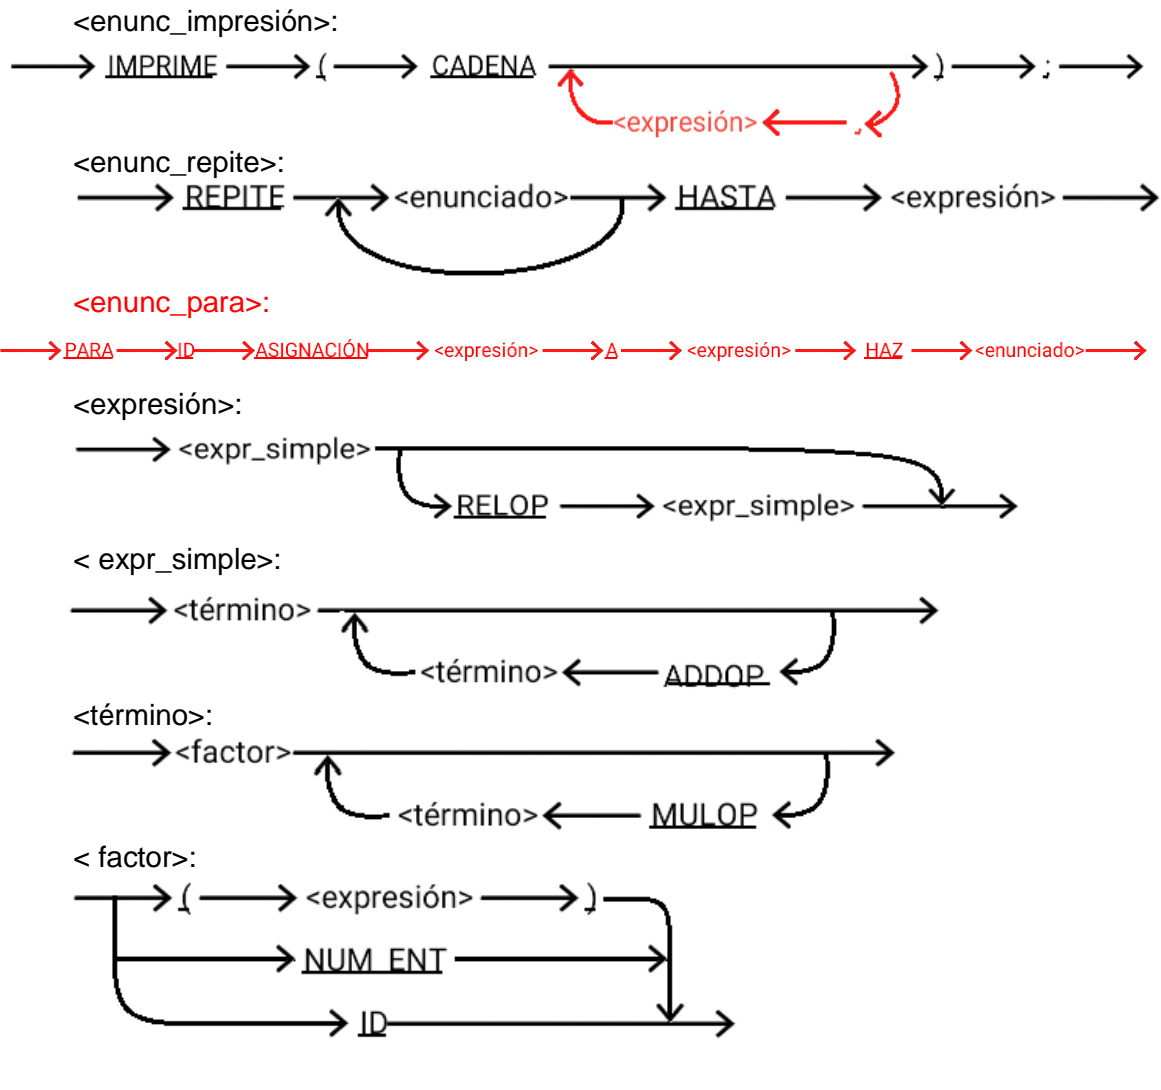 <enunc_impresión>:
IMPRIME ( CADENA ) ;
<expresión> ,
<enunc_repite>:
REPITE <enunciado> HASTA <expresión>
<enunc_para>:
PARA ID ASIGNACIÓN <expresión> A <expresión> HAZ <enunciado>
<expresión>:
<expr_simple>
RELOP <expr_simple>
< expr_simple>:
<término>
<término> ADDOP
<término>:
<factor>
<término> MULOP
< factor>:
( <expresión> )
NUM_ENT
ID